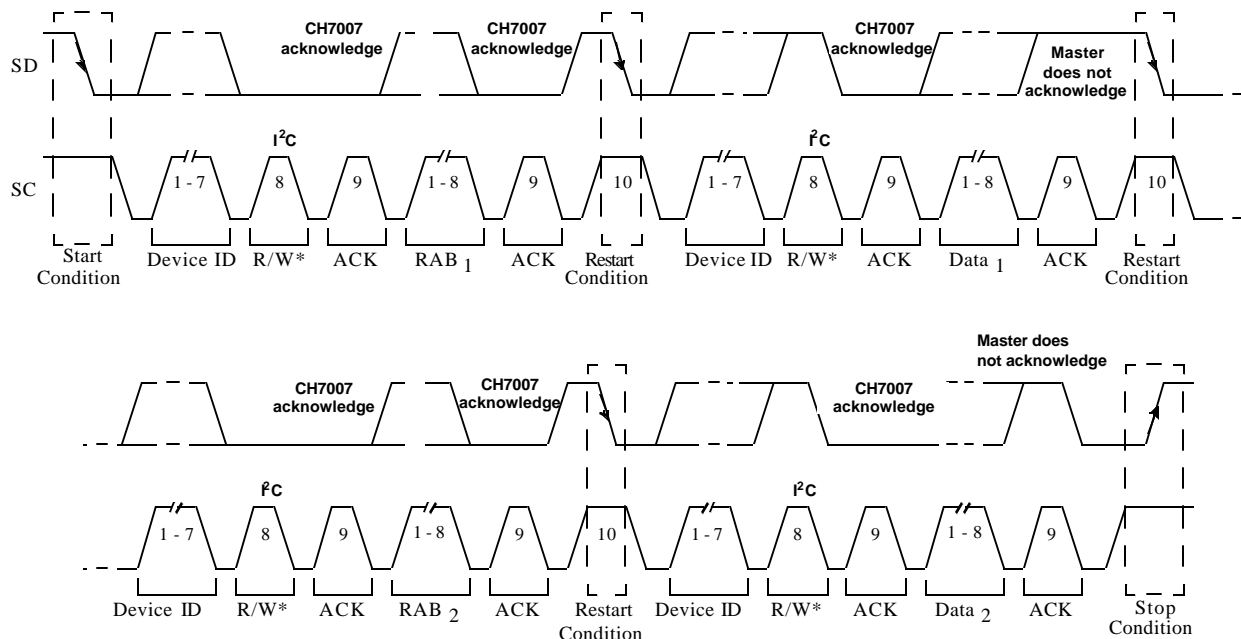 CH7007 acknowledge
CH7007 acknowledge
CH7007 acknowledge
Master does not acknowledge
SD
I²C
I²C
SC
1 - 7
8
9
1 - 8
9
10
1 - 7
8
9
1 - 8
9
10
Start Condition
Device ID
R/W*
ACK
RAB 1
ACK
Restart Condition
Device ID
R/W*
ACK
Data 1
ACK
Restart Condition
CH7007 acknowledge
CH7007 acknowledge
CH7007 acknowledge
Master does not acknowledge
I²C
I²C
1 - 7
8
9
1 - 8
9
10
1 - 7
8
9
1 - 8
9
Device ID
R/W*
ACK
RAB 2
ACK
Restart Condition
Device ID
R/W*
ACK
Data 2
ACK
Stop Condition